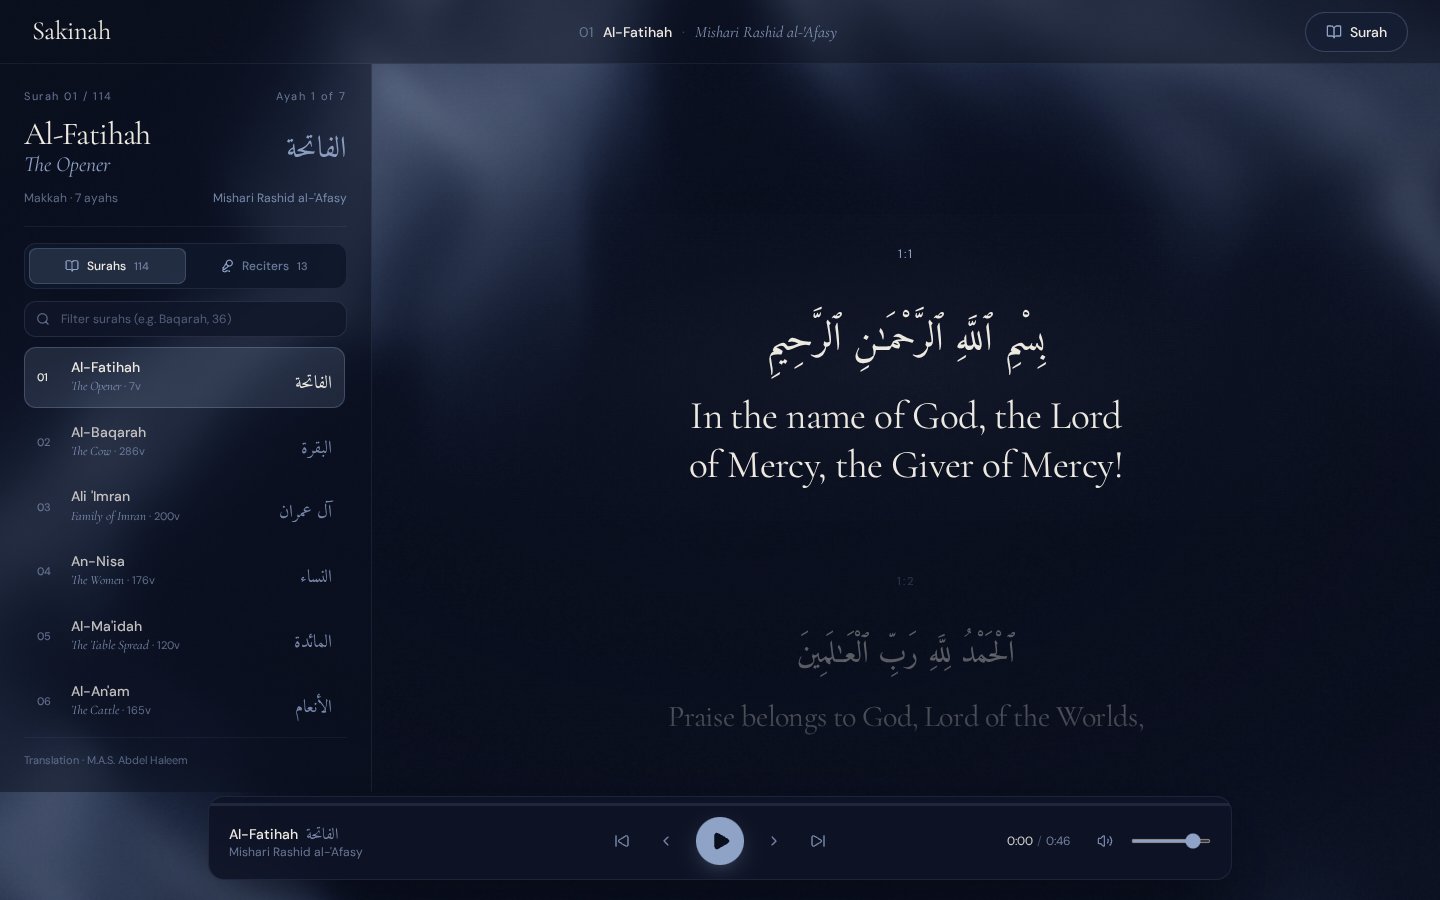 Sakinah
01 Al-Fatihah · Mishari Rashid al-'Afasy
Surah
Surah 01 / 114
Ayah 1 of 7
Al-Fatihah
الفاتحة
The Opener
Makkah · 7 ayahs
Mishari Rashid al-'Afasy
Surahs 114
Reciters 13
Filter surahs (e.g. Baqarah, 36)
01
Al-Fatihah
The Opener · 7v
الفاتحة
02
Al-Baqarah
The Cow · 286v
البقرة
03
Ali 'Imran
Family of Imran · 200v
آل عمران
04
An-Nisa
The Women · 176v
النساء
05
Al-Ma'idah
The Table Spread · 120v
المائدة
06
Al-An'am
The Cattle · 165v
الأنعام
Translation · M.A.S. Abdel Haleem
1:1
بِسْمِ ٱللَّهِ ٱلرَّحْمَـٰنِ ٱلرَّحِيمِ
In the name of God, the Lord
of Mercy, the Giver of Mercy!
1:2
ٱلْحَمْدُ لِلَّهِ رَبِّ ٱلْعَـٰلَمِينَ
Praise belongs to God, Lord of the Worlds,
Al-Fatihah الفاتحة
Mishari Rashid al-'Afasy
0:00 / 0:46